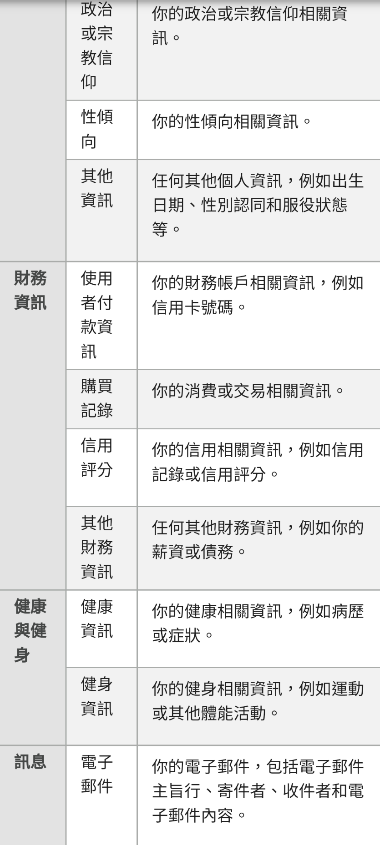 政治
或宗
教信
仰
你的政治或宗教信仰相關資
訊。
性傾
向
你的性傾向相關資訊。
其他
資訊
任何其他個人資訊，例如出生
日期、性別認同和服役狀態
等。
財務
資訊
使用
者付
款資
訊
你的財務帳戶相關資訊，例如
信用卡號碼。
購買
記錄
你的消費或交易相關資訊。
信用
評分
你的信用相關資訊，例如信用
記錄或信用評分。
其他
財務
資訊
任何其他財務資訊，例如你的
薪資或債務。
健康
與健
身
健康
資訊
你的健康相關資訊，例如病歷
或症狀。
健身
資訊
你的健身相關資訊，例如運動
或其他體能活動。
訊息
電子
郵件
你的電子郵件，包括電子郵件
主旨行、寄件者、收件者和電
子郵件內容。